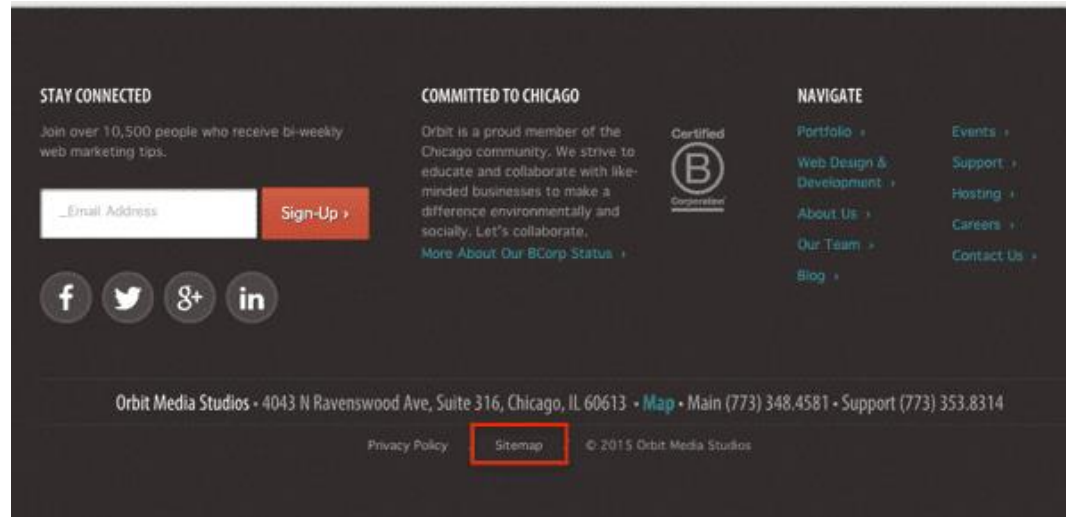 STAY CONNECTED
Join over 10,500 people who receive bi-weekly
web marketing tips.
_Email Address
Sign-Up ›
f
g+
in
COMMITTED TO CHICAGO
Orbit is a proud member of the
Chicago community. We strive to
educate and collaborate with like-
minded businesses to make a
difference environmentally and
socially. Let's collaborate.
More About Our BCorp Status ›
Certified
B
Corporation
NAVIGATE
Portfolio ›
Web Design &
Development ›
About Us ›
Our Team ›
Blog ›
Events ›
Support ›
Hosting ›
Careers ›
Contact Us ›
Orbit Media Studios • 4043 N Ravenswood Ave, Suite 316, Chicago, IL 60613 • Map • Main (773) 348.4581 • Support (773) 353.8314
Privacy Policy Sitemap © 2015 Orbit Media Studios